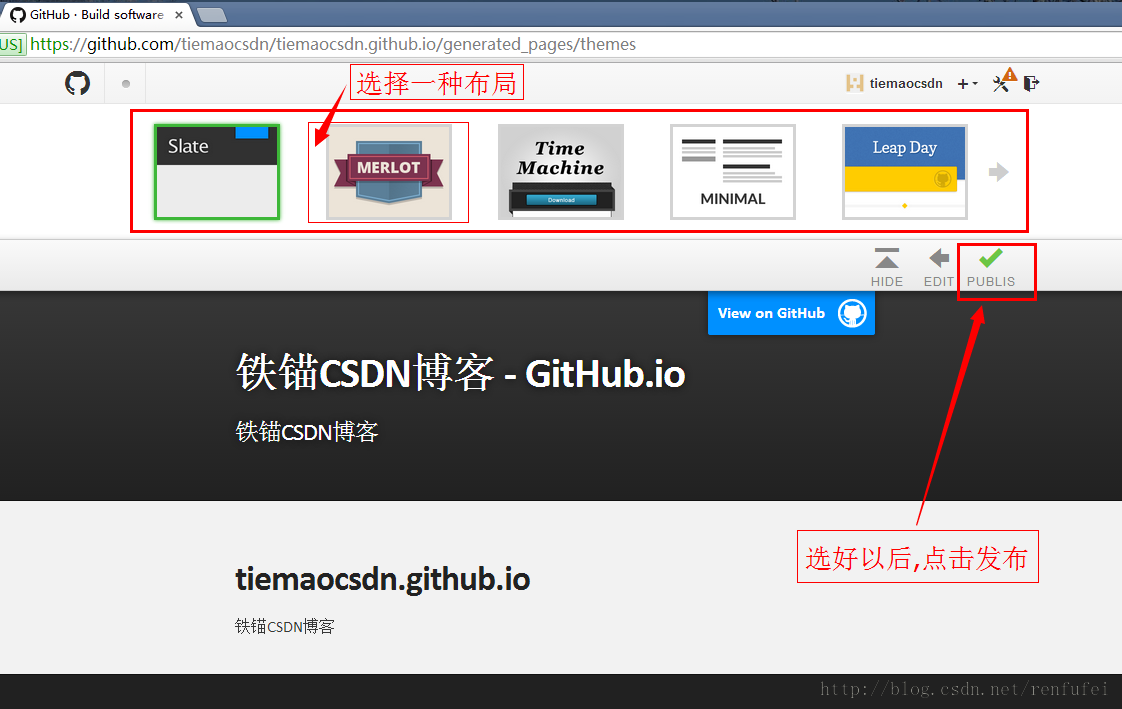 GitHub · Build software
US] https://github.com/tiemaocsdn/tiemaocsdn.github.io/generated_pages/themes
选择一种布局
tiemaocsdn
Slate
MERLOT
Time
Machine
Download
MINIMAL
Leap Day
HIDE
EDIT
PUBLIS
View on GitHub
铁锚CSDN博客 - GitHub.io
铁锚CSDN博客
选好以后,点击发布
tiemaocsdn.github.io
铁锚CSDN博客
http://blog.csdn.net/renfufei